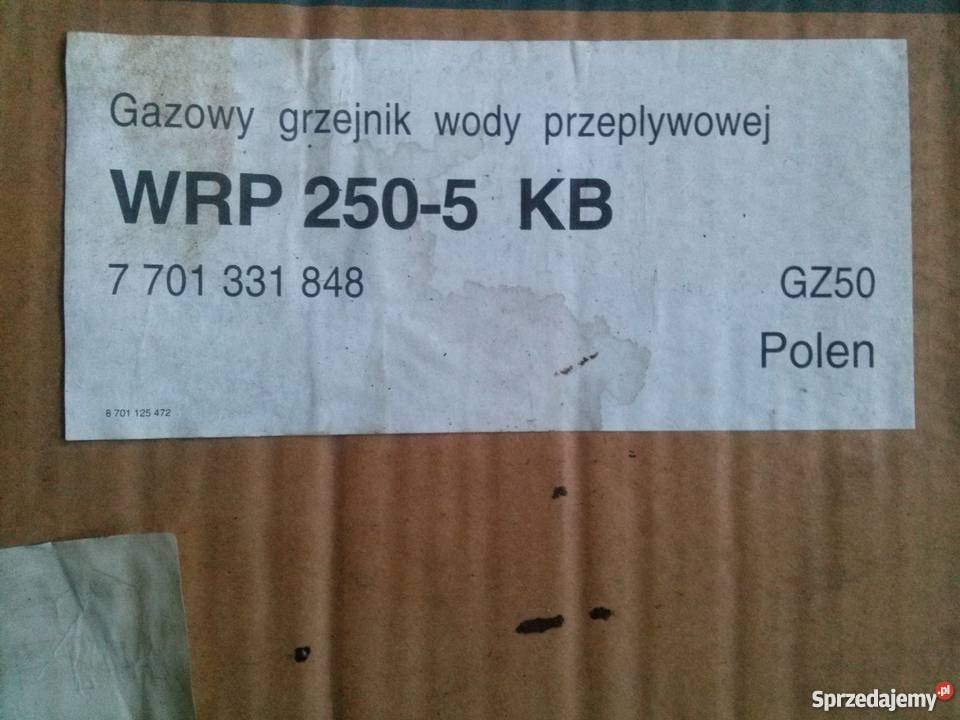 Gazowy grzejnik wody przeplywowej
WRP 250-5 KB
7 701 331 848
GZ50
Polen
8 701 125 472
Sprzedajemy.pl